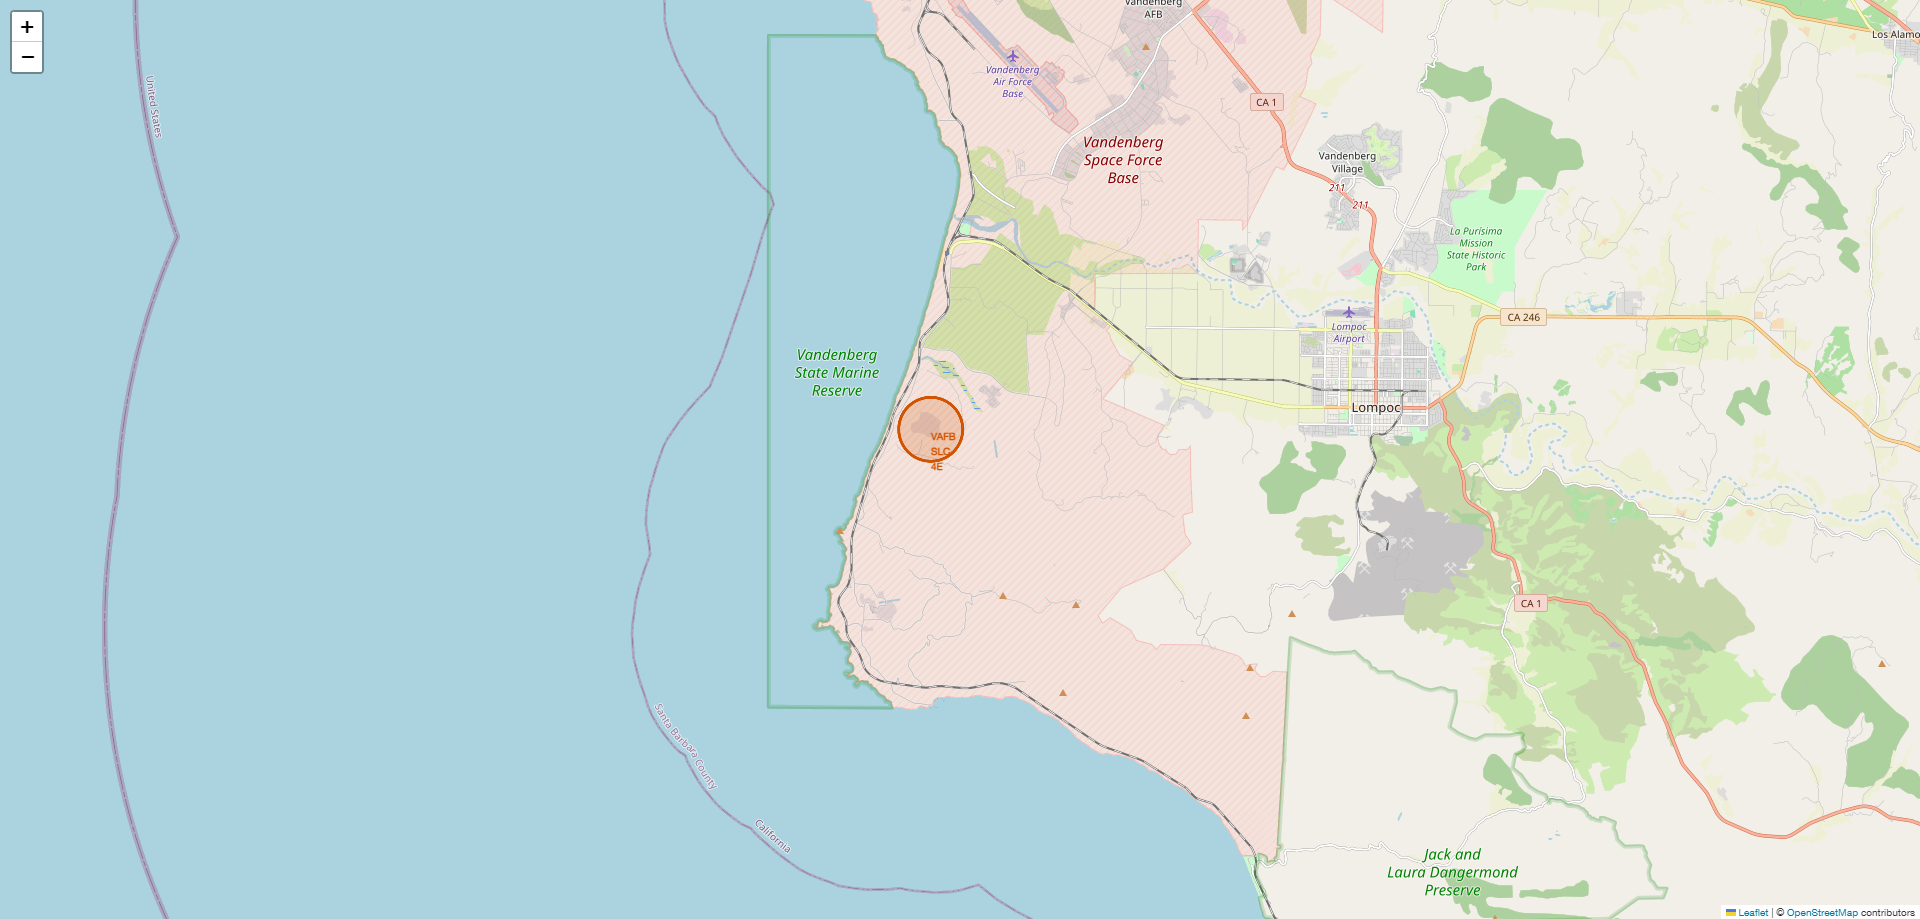 +
−
Vandenberg
AFB
Los Alamo
United States
Vandenberg
Air Force
Base
CA 1
Vandenberg
Space Force
Base
Vandenberg
Village
211
211
La Purisima
Mission
State Historic
Park
CA 246
Lompoc
Airport
Vandenberg
State Marine
Reserve
Lompoc
VAFB
SLC
4E
CA 1
Santa Barbara County
California
Jack and
Laura Dangermond
Preserve
Leaflet | © OpenStreetMap contributors